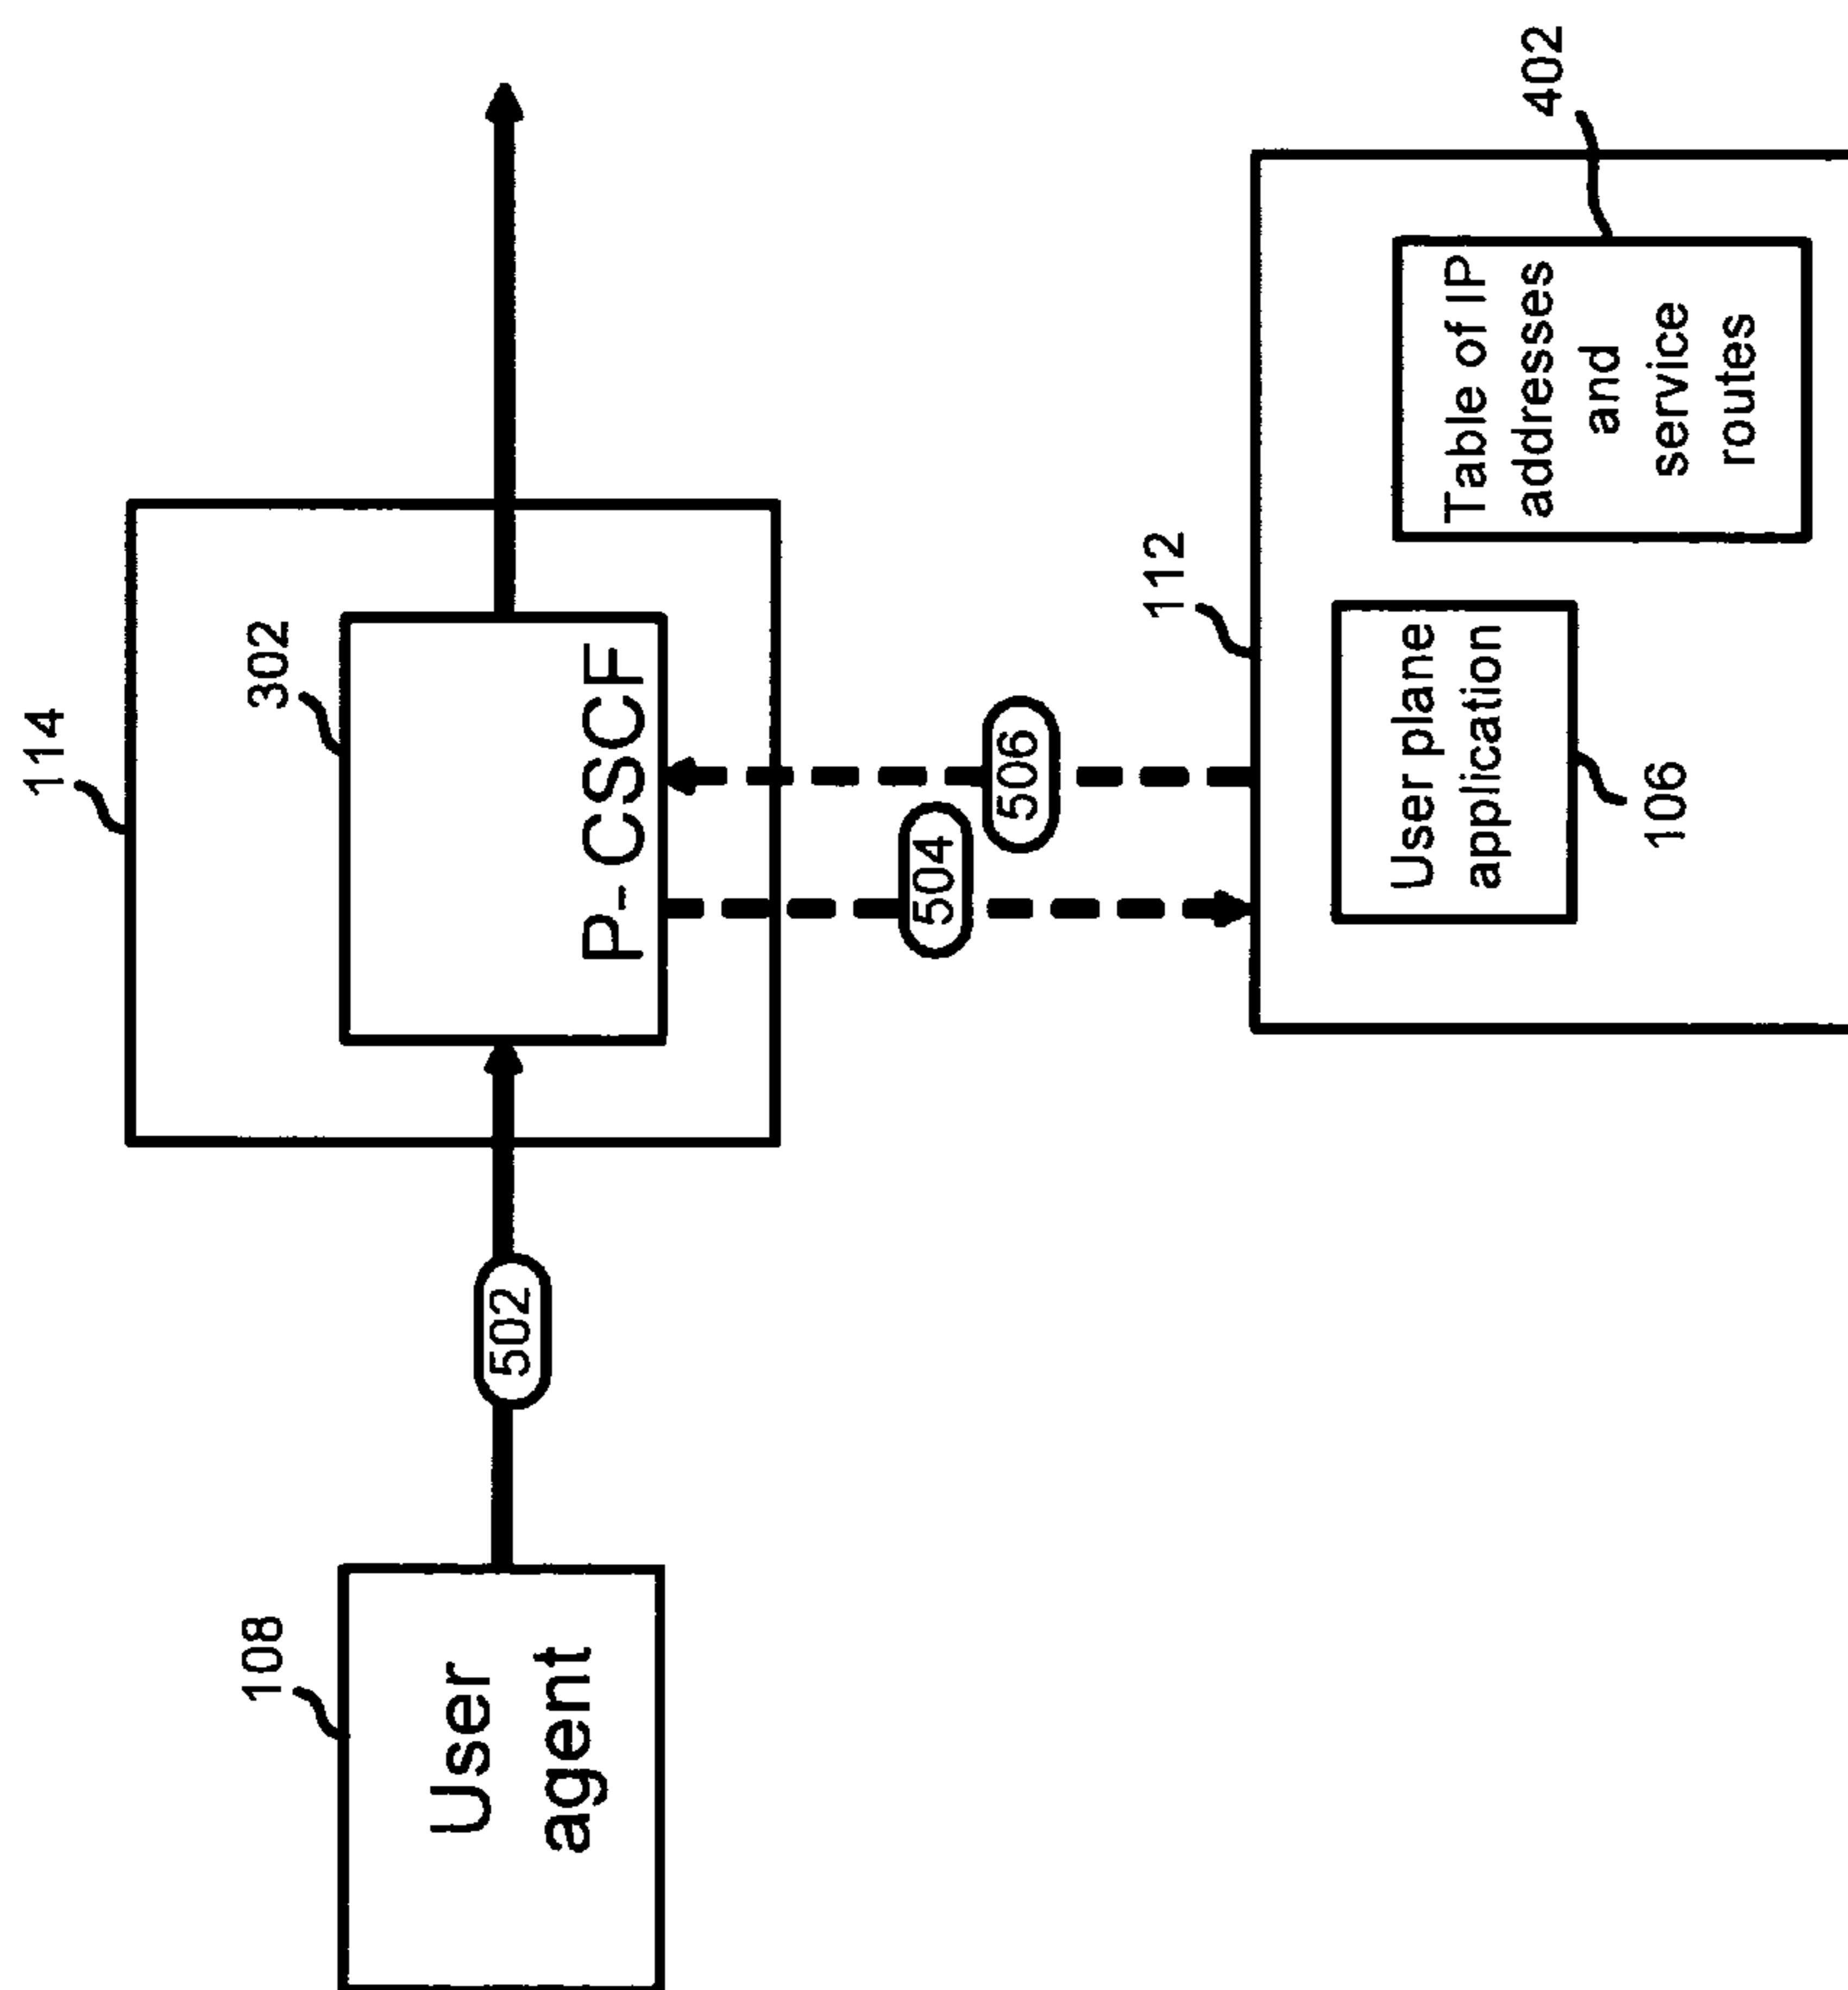 114
302
P-CSCF
108
User
agent
502
504
506
112
User plane
application
106
Table of IP
addresses
and
service
routes
402